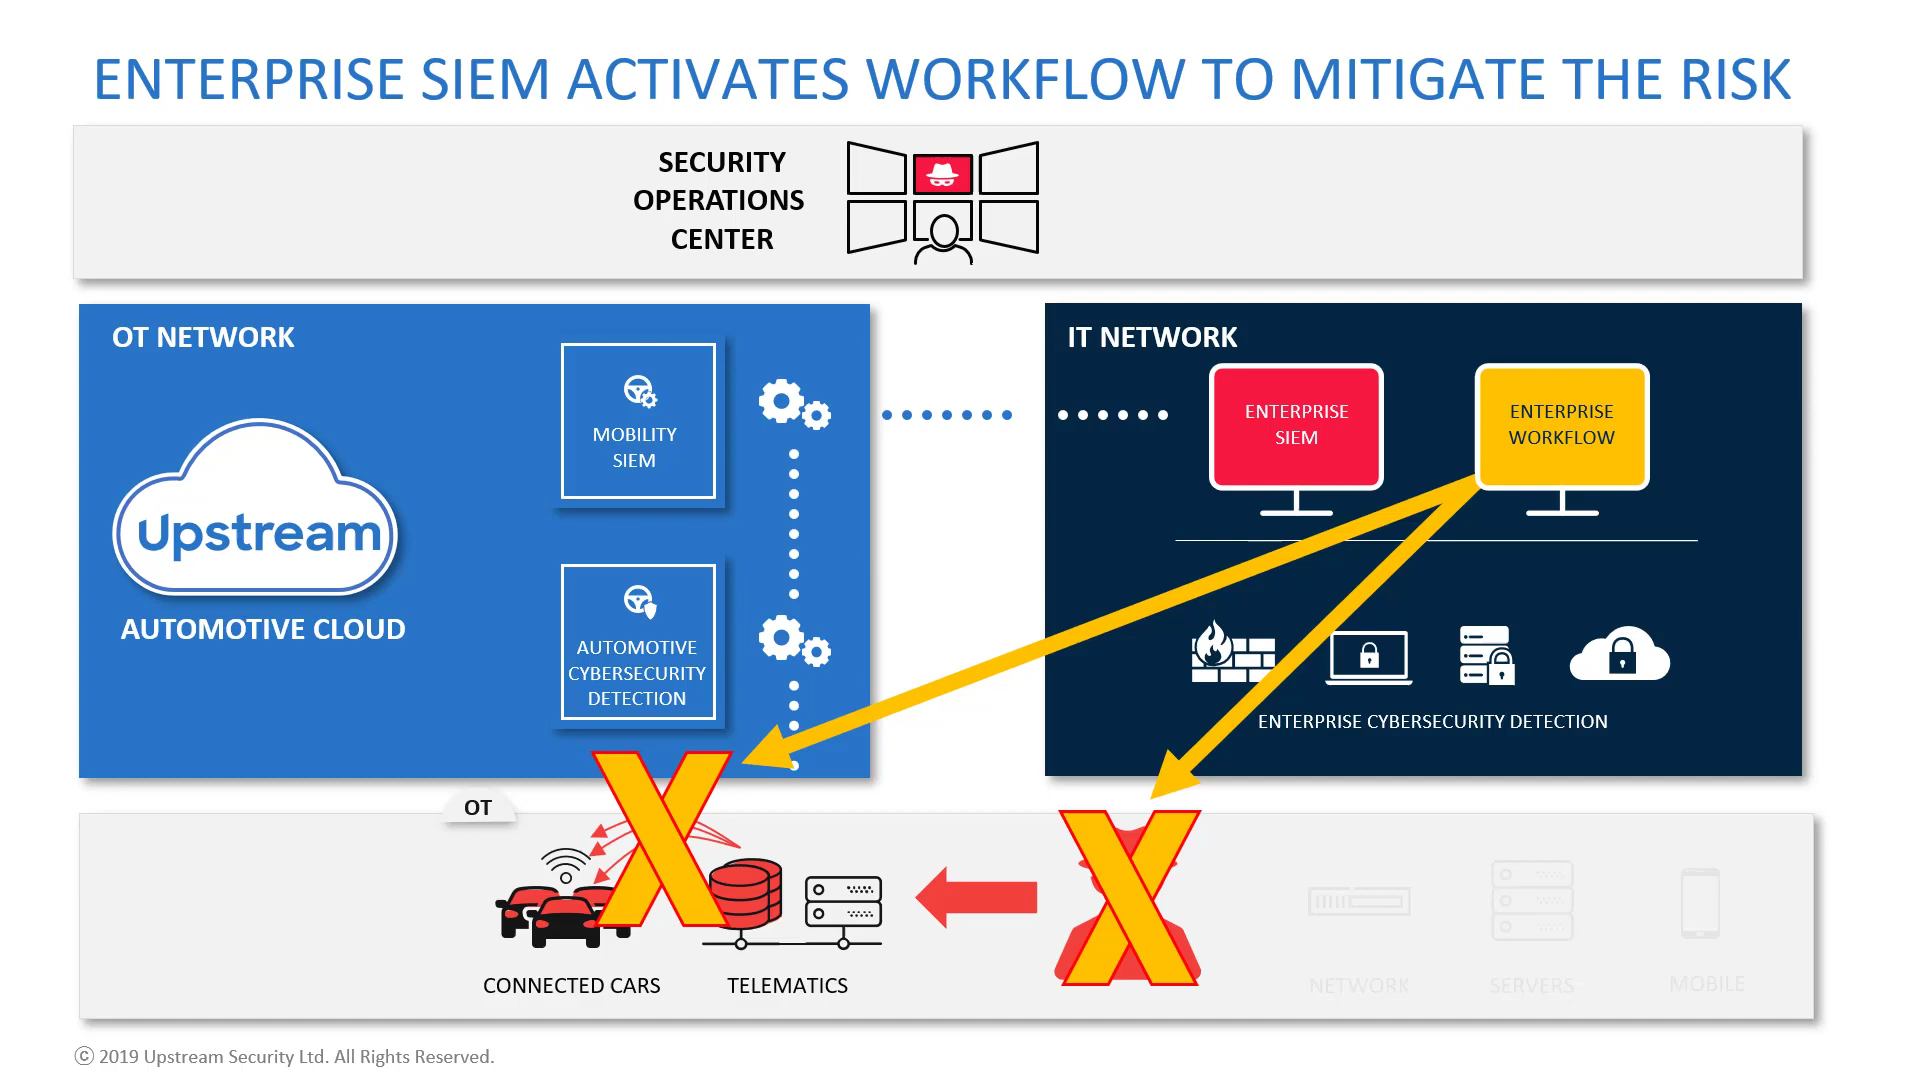 ENTERPRISE SIEM ACTIVATES WORKFLOW TO MITIGATE THE RISK
SECURITY
OPERATIONS
CENTER
OT NETWORK
Upstream
AUTOMOTIVE CLOUD
MOBILITY
SIEM
AUTOMOTIVE
CYBERSECURITY
DETECTION
IT NETWORK
ENTERPRISE
SIEM
ENTERPRISE
WORKFLOW
ENTERPRISE CYBERSECURITY DETECTION
OT
CONNECTED CARS
TELEMATICS
NETWORK
SERVERS
MOBILE
© 2019 Upstream Security Ltd. All Rights Reserved.